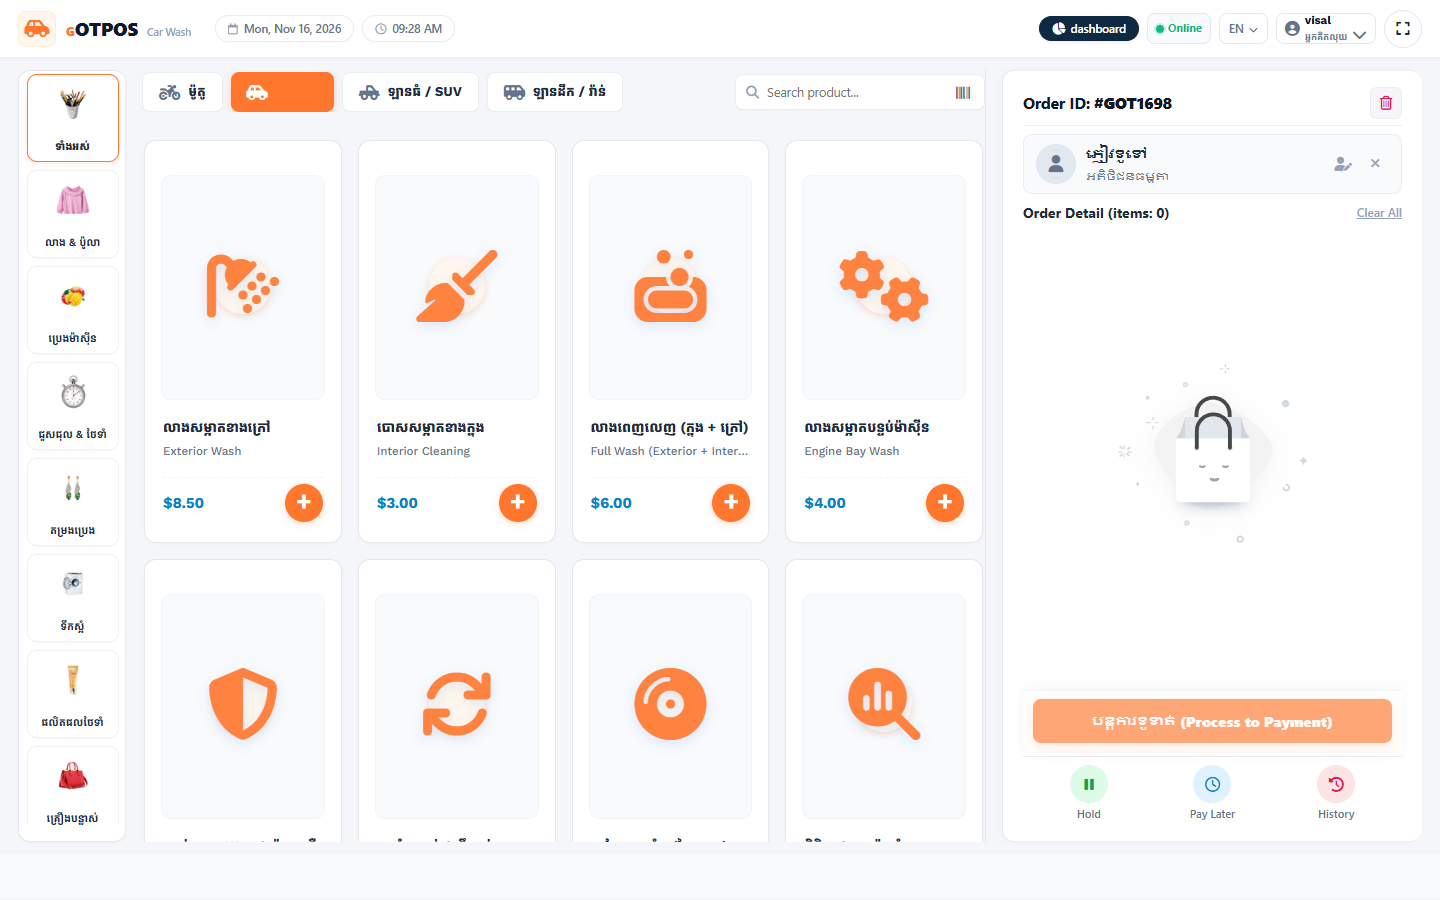 GOTPOS Car Wash
Mon, Nov 16, 2026
09:28 AM
dashboard
Online
EN
visal
អ្នកគិតលុយ
ទាំងអស់
លាង & ប៉ូលា
ប្រេងម៉ាស៊ីន
ជួសជុល & ថែទាំ
តម្រងប្រេង
ទឹកស្អំ
ផលិតផលថែទាំ
គ្រឿងបន្លាស់
ម៉ូតូ
ឡានធំ / SUV
ឡានដឹក / វ៉ាន់
Search product...
លាងសម្អាតខាងក្រៅ
Exterior Wash
$8.50
បោសសម្អាតខាងក្នុង
Interior Cleaning
$3.00
លាងពេញលេញ (ក្នុង + ក្រៅ)
Full Wash (Exterior + Inter...
$6.00
លាងសម្អាតបន្ទប់ម៉ាស៊ីន
Engine Bay Wash
$4.00
Order ID: #GOT1698
ភ្ញៀវទូទៅ
អតិថិជនធម្មតា
Order Detail (items: 0)
Clear All
បន្តការទូទាត់ (Process to Payment)
Hold
Pay Later
History